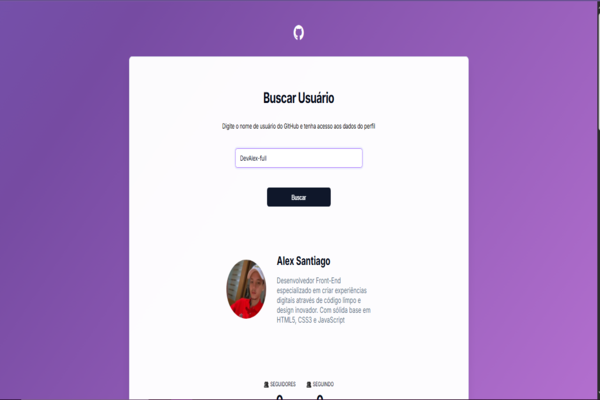 Buscar Usuário
Digite o nome de usuário do GitHub e tenha acesso aos dados do perfil
DevAlex-full
Buscar
Alex Santiago
Desenvolvedor Front-End
especializado em criar experiências
digitais através de código limpo e
design inovador. Com sólida base em
HTML5, CSS3 e JavaScript
SEGUIDORES SEGUINDO